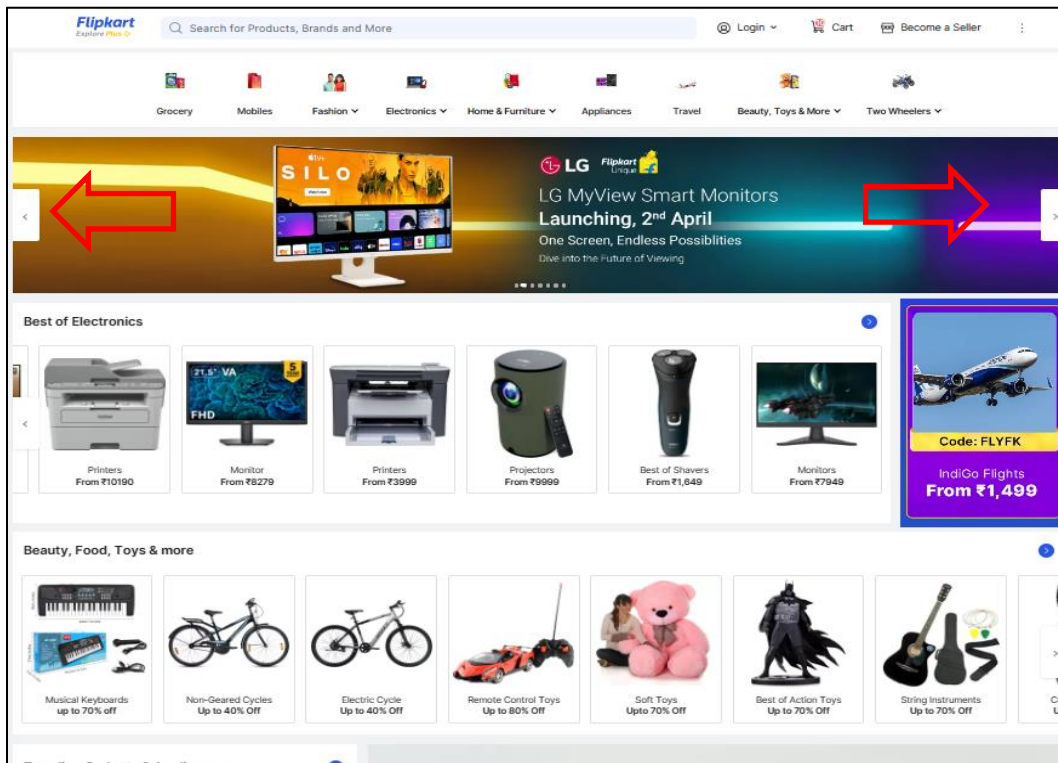 Flipkart
Explore Plus
Search for Products, Brands and More
Login
Cart
Become a Seller
Grocery
Mobiles
Fashion
Electronics
Home & Furniture
Appliances
Travel
Beauty, Toys & More
Two Wheelers
tv+
SILO
LG
Flipkart
Unique
LG MyView Smart Monitors
Launching, 2nd April
One Screen, Endless Possiblities
Dive into the Future of Viewing
Best of Electronics
21.5" VA
5
FHD
Printers
From ₹10190
Monitor
From ₹8279
Printers
From ₹3999
Projectors
From ₹9999
Best of Shavers
From ₹1,649
Monitors
From ₹7949
Code: FLYFK
IndiGo Flights
From ₹1,499
Beauty, Food, Toys & more
Musical Keyboards
up to 70% off
Non-Geared Cycles
Up to 40% Off
Electric Cycle
Up to 40% Off
Remote Control Toys
Up to 80% Off
Soft Toys
Upto 70% Off
Best of Action Toys
Up to 70% Off
String Instruments
Up to 70% Off